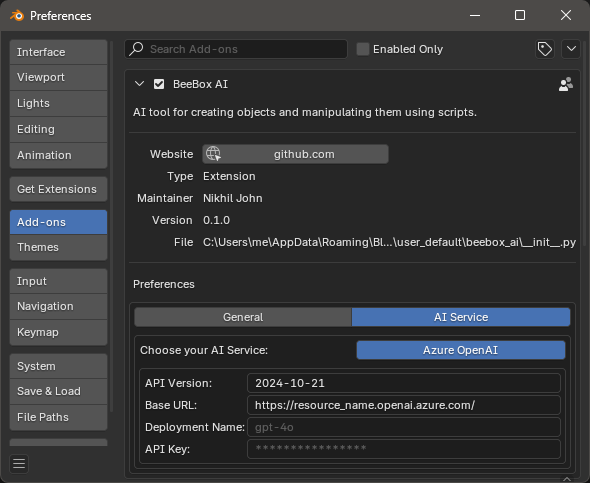 Preferences
Interface
Viewport
Lights
Editing
Animation
Get Extensions
Add-ons
Themes
Input
Navigation
Keymap
System
Save & Load
File Paths
Search Add-ons
Enabled Only
BeeBox AI
AI tool for creating objects and manipulating them using scripts.
Website github.com
Type Extension
Maintainer Nikhil John
Version 0.1.0
File C:\Users\me\AppData\Roaming\Bl...\user_default\beebox_ai\__init__.py
Preferences
General AI Service
Choose your AI Service: Azure OpenAI
API Version: 2024-10-21
Base URL: https://resource_name.openai.azure.com/
Deployment Name: gpt-4o
API Key: ****************